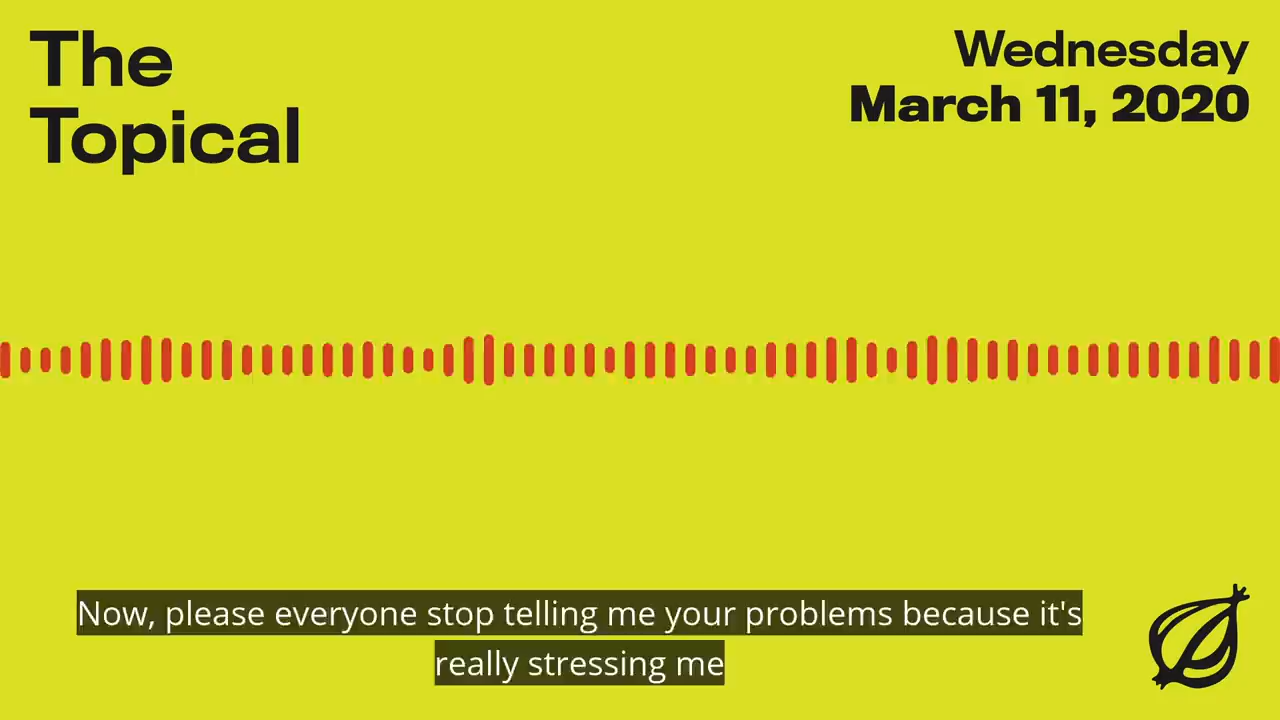 The
Topical
Wednesday
March 11, 2020
Now, please everyone stop telling me your problems because it's
really stressing me